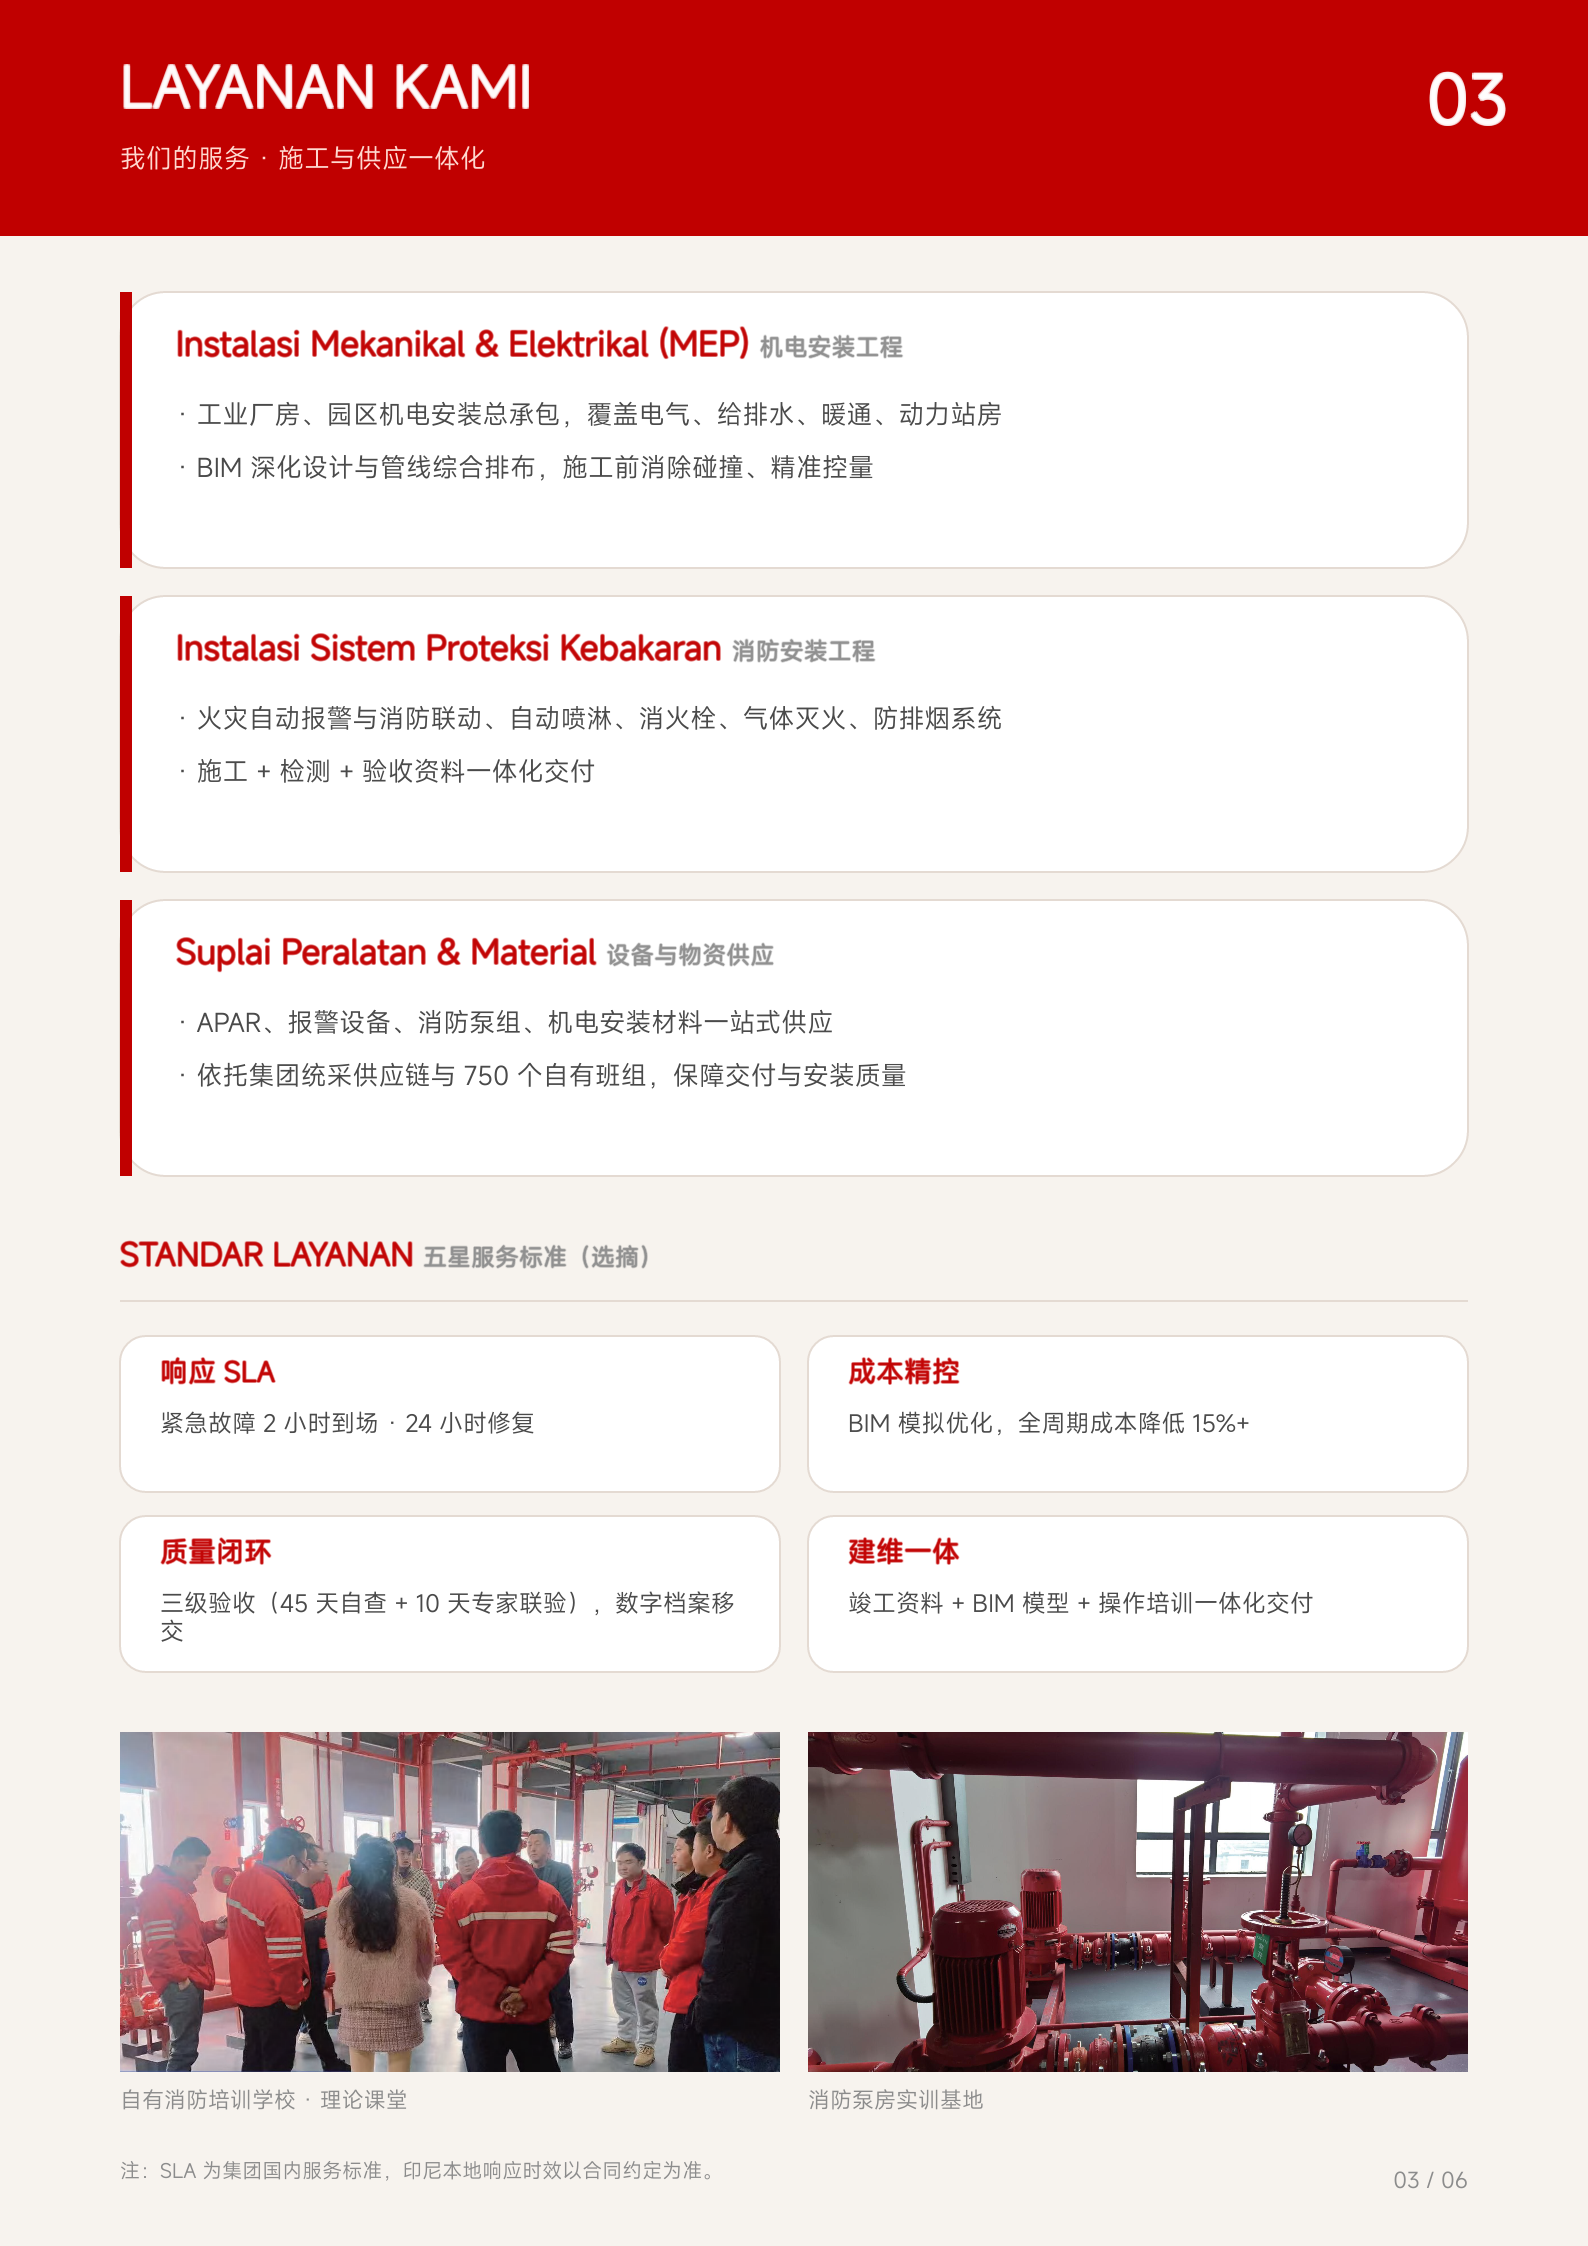 LAYANAN KAMI
03
我们的服务 · 施工与供应一体化
Instalasi Mekanikal & Elektrikal (MEP) 机电安装工程
· 工业厂房、园区机电安装总承包，覆盖电气、给排水、暖通、动力站房
· BIM 深化设计与管线综合排布，施工前消除碰撞、精准控量
Instalasi Sistem Proteksi Kebakaran 消防安装工程
· 火灾自动报警与消防联动、自动喷淋、消火栓、气体灭火、防排烟系统
· 施工 + 检测 + 验收资料一体化交付
Suplai Peralatan & Material 设备与物资供应
· APAR、报警设备、消防泵组、机电安装材料一站式供应
· 依托集团统采供应链与 750 个自有班组，保障交付与安装质量
STANDAR LAYANAN 五星服务标准（选摘）
响应 SLA
紧急故障 2 小时到场 · 24 小时修复
成本精控
BIM 模拟优化，全周期成本降低 15%+
质量闭环
三级验收（45 天自查 + 10 天专家联验），数字档案移
交
建维一体
竣工资料 + BIM 模型 + 操作培训一体化交付
自有消防培训学校 · 理论课堂
消防泵房实训基地
注：SLA 为集团国内服务标准，印尼本地响应时效以合同约定为准。
03 / 06